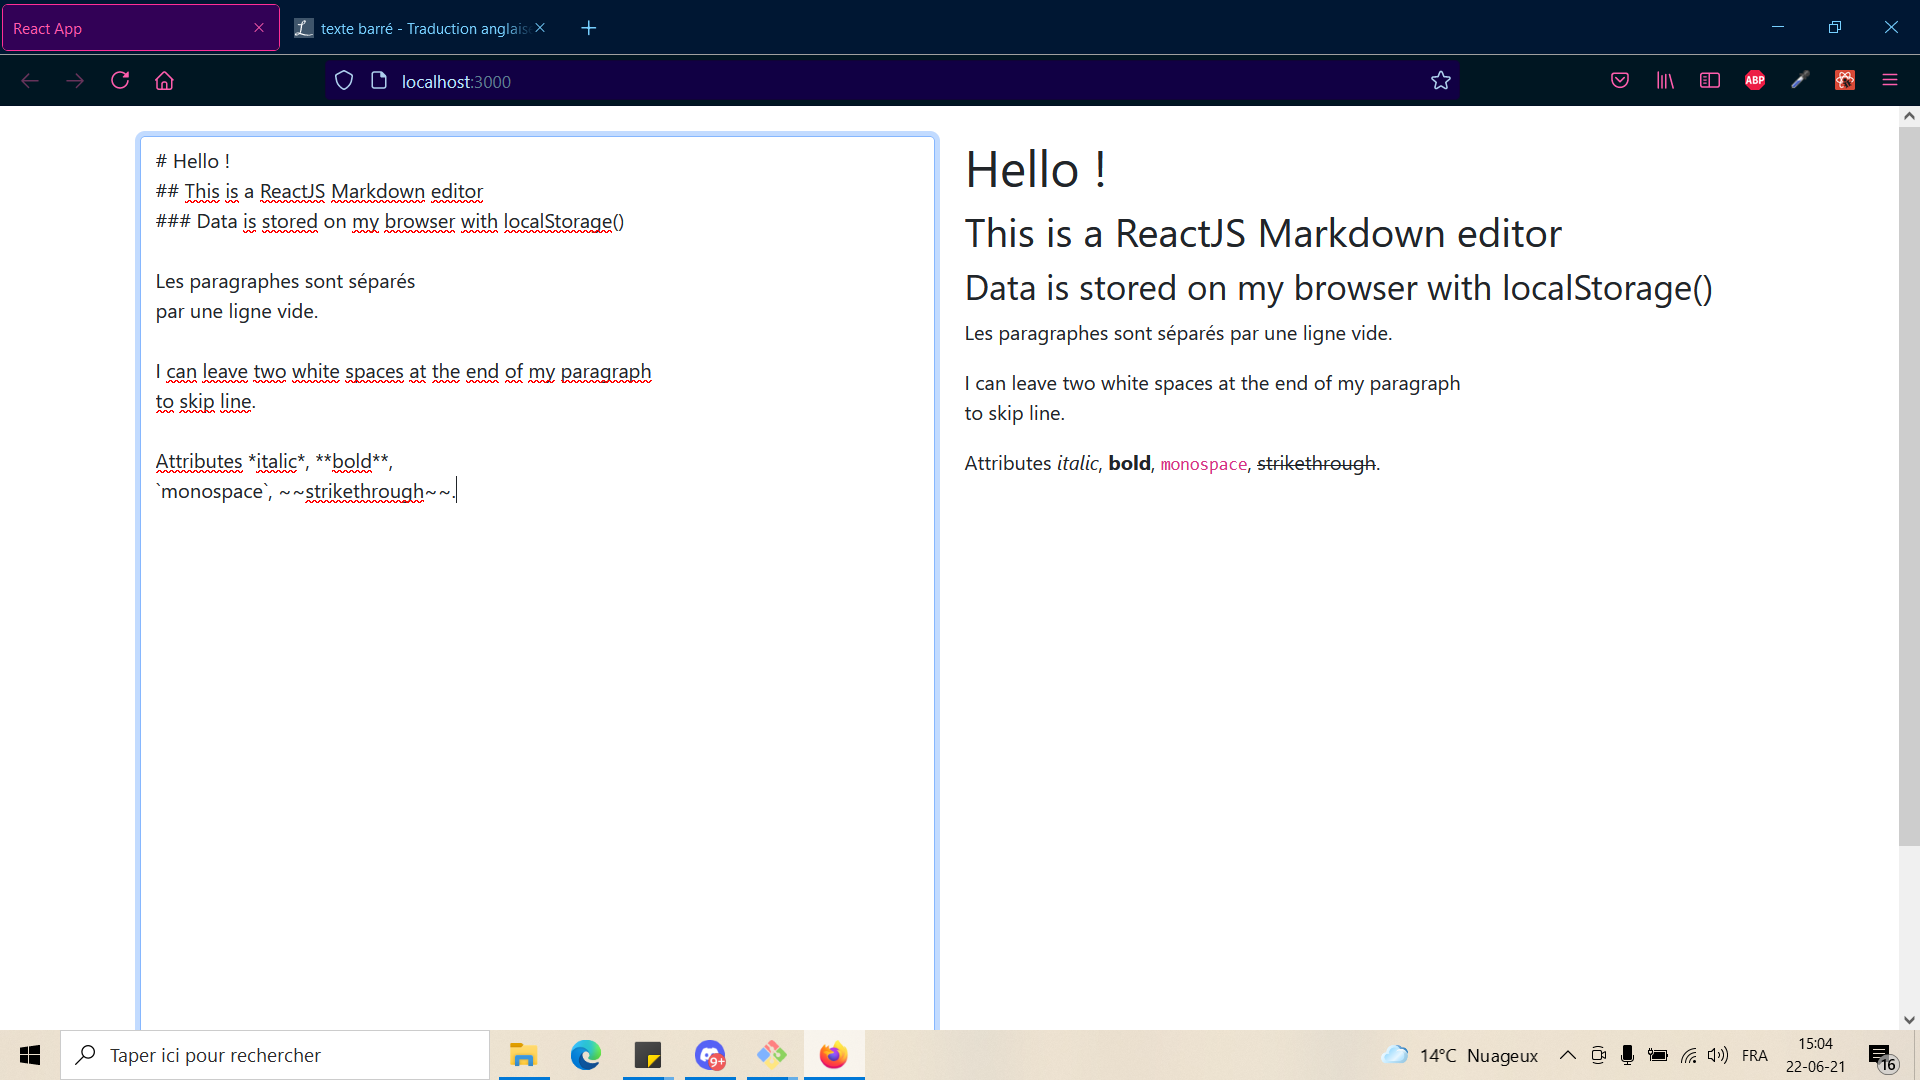 React App
texte barré - Traduction anglais
localhost:3000
ABP
# Hello !
## This is a ReactJS Markdown editor
### Data is stored on my browser with localStorage()
Les paragraphes sont séparés
par une ligne vide.
I can leave two white spaces at the end of my paragraph
to skip line.
Attributes *italic*, **bold**,
`monospace`, ~~strikethrough~~.
Hello !
This is a ReactJS Markdown editor
Data is stored on my browser with localStorage()
Les paragraphes sont séparés par une ligne vide.
I can leave two white spaces at the end of my paragraph
to skip line.
Attributes italic, bold, monospace, strikethrough.
Taper ici pour rechercher
9+
14°C Nuageux
FRA
15:04
22-06-21
16